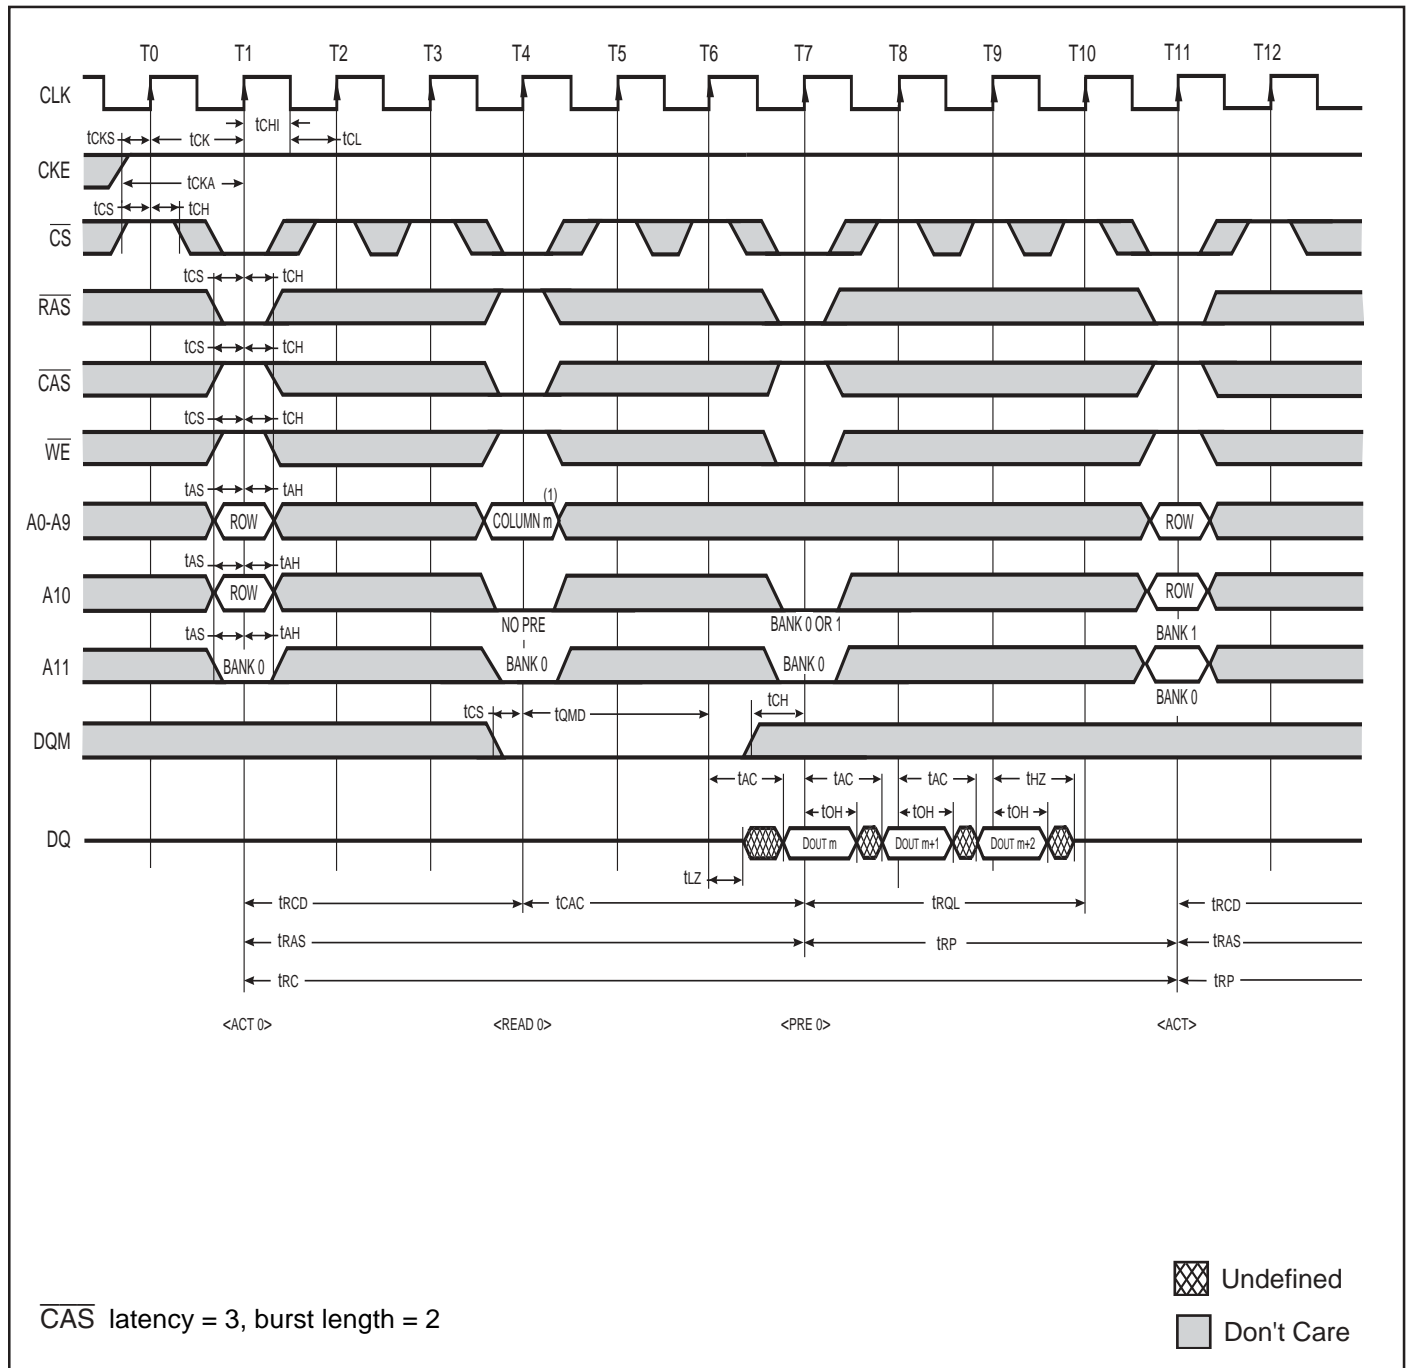 T0 T1 T2 T3 T4 T5 T6 T7 T8 T9 T10 T11 T12
CLK
tCHI
tCKS tCK tCL
CKE
tCKA
tCS tCH
CS
tCS tCH
RAS
tCS tCH
CAS
tCS tCH
WE
tAS tAH (1)
A0-A9 ROW COLUMN m ROW
tAS tAH
A10 ROW ROW
NO PRE BANK 0 OR 1 BANK 1
tAS tAH
A11 BANK 0 BANK 0 BANK 0
BANK 0
tCS tQMD tCH
DQM
tAC tAC tAC tHZ
tOH tOH tOH
DQ DOUT m DOUT m+1 DOUT m+2
tLZ
tRCD tCAC tRQL tRCD
tRAS tRP tRAS
tRC tRP
<ACT 0> <READ 0> <PRE 0> <ACT>
Undefined
CAS latency = 3, burst length = 2
Don't Care